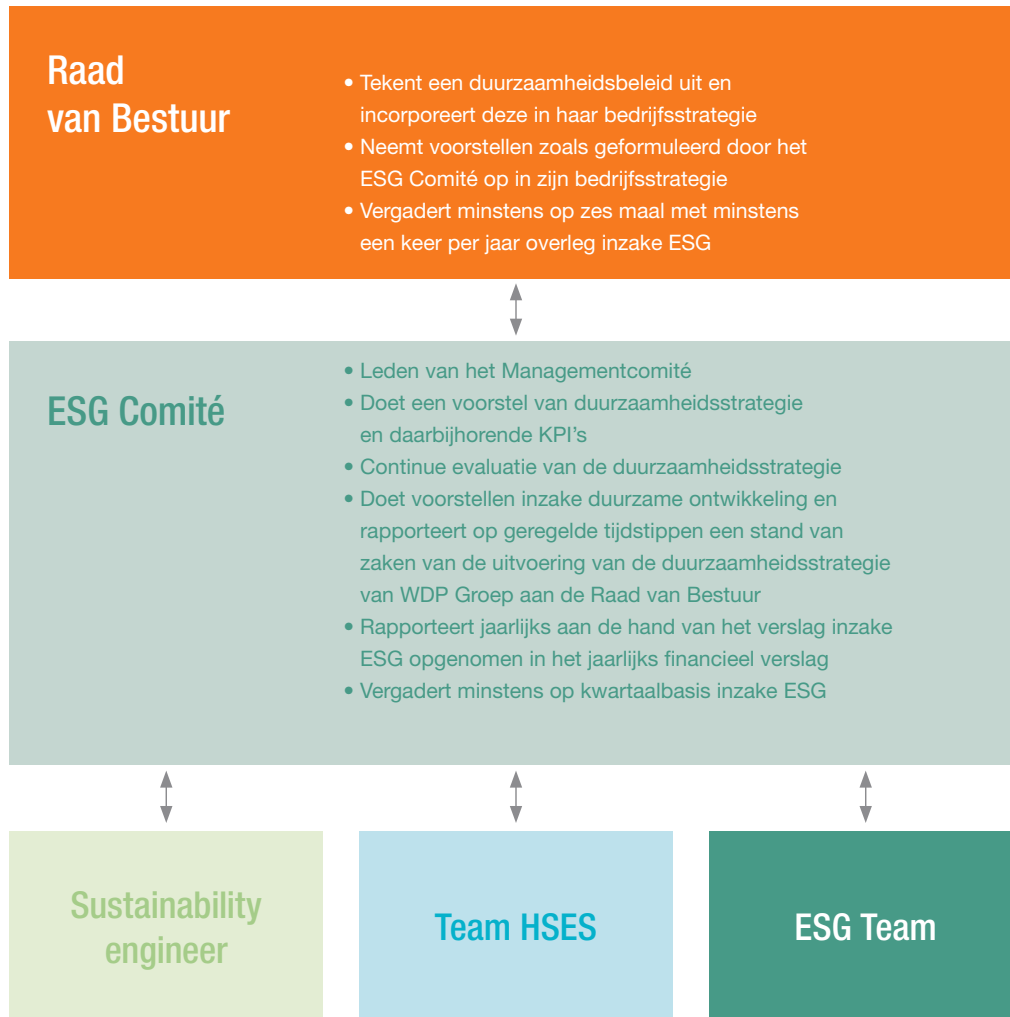 Raad
van Bestuur
• Tekent een duurzaamheidsbeleid uit en
incorporeert deze in haar bedrijfsstrategie
• Neemt voorstellen zoals geformuleerd door het
ESG Comité op in zijn bedrijfsstrategie
• Vergadert minstens op zes maal met minstens
een keer per jaar overleg inzake ESG
ESG Comité
• Leden van het Managementcomité
• Doet een voorstel van duurzaamheidsstrategie
en daarbijhorende KPI’s
• Continue evaluatie van de duurzaamheidsstrategie
• Doet voorstellen inzake duurzame ontwikkeling en
rapporteert op geregelde tijdstippen een stand van
zaken van de uitvoering van de duurzaamheidsstrategie
van WDP Groep aan de Raad van Bestuur
• Rapporteert jaarlijks aan de hand van het verslag inzake
ESG opgenomen in het jaarlijks financieel verslag
• Vergadert minstens op kwartaalbasis inzake ESG
Sustainability
engineer
Team HSES
ESG Team